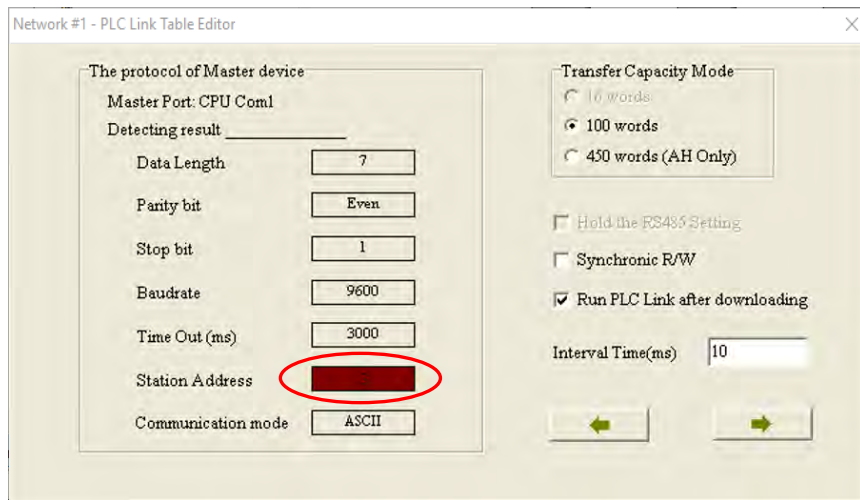 Network #1 - PLC Link Table Editor
The protocol of Master device
Master Port: CPU Com1
Detecting result
Data Length 7
Parity bit Even
Stop bit 1
Baudrate 9600
Time Out (ms) 3000
Station Address
Communication mode ASCII
Transfer Capacity Mode
16 words
100 words
450 words (AH Only)
Hold the RS485 Setting
Synchronic R/W
Run PLC Link after downloading
Interval Time(ms) 10